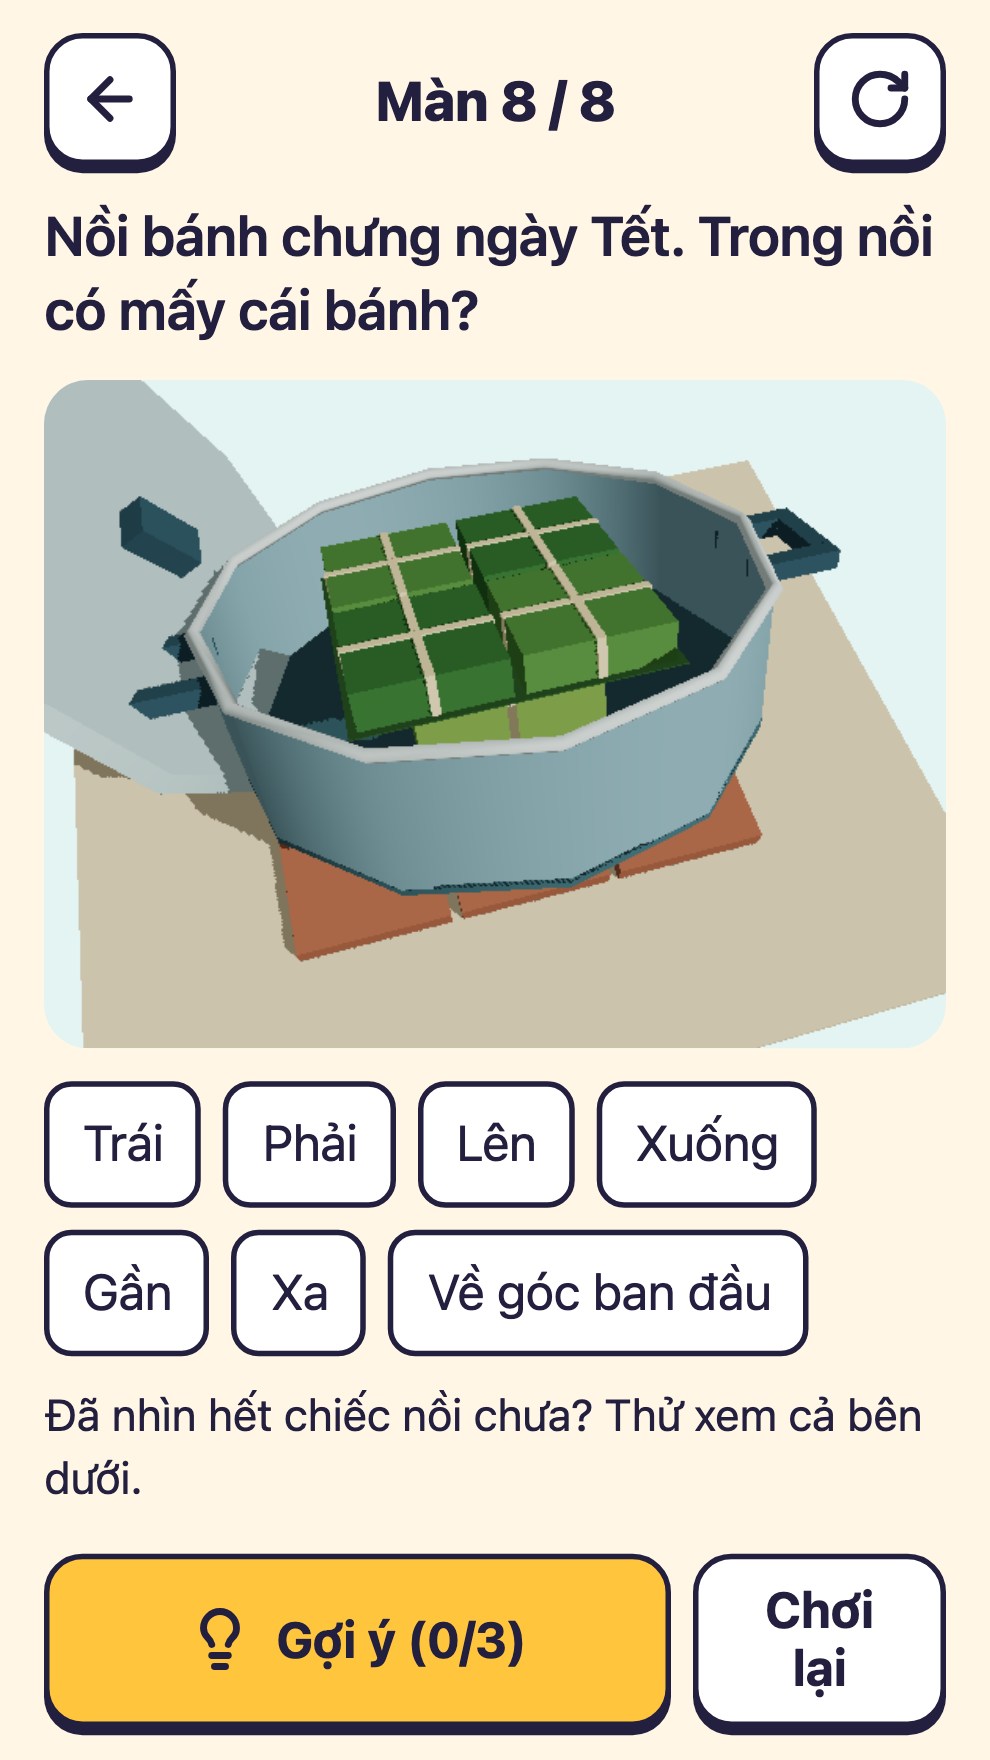 Màn 8 / 8
Nồi bánh chưng ngày Tết. Trong nồi
có mấy cái bánh?
Trái
Phải
Lên
Xuống
Gần
Xa
Về góc ban đầu
Đã nhìn hết chiếc nồi chưa? Thử xem cả bên
dưới.
Gợi ý (0/3)
Chơi
lại